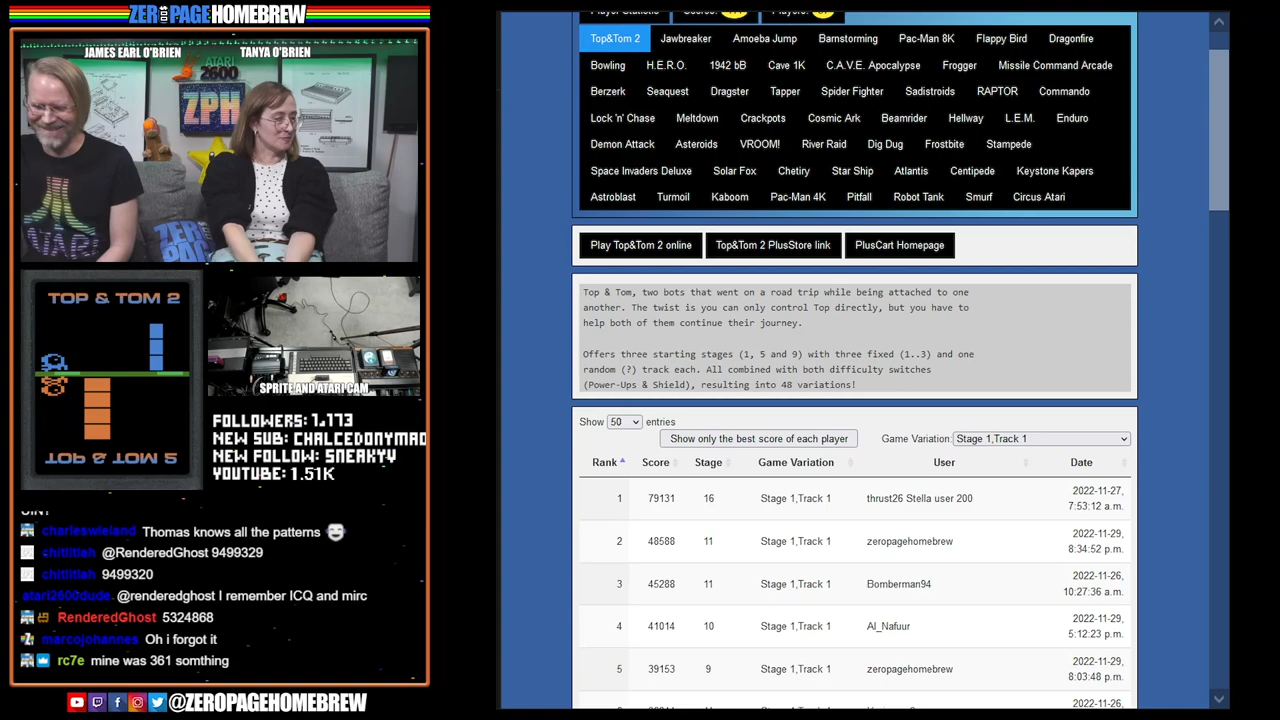 ZERO PAGE HOMEBREW
JAMES EARL O'BRIEN
TANYA O'BRIEN
ATARI
2600
ZPH
ATARI
TOP & TOM 2
TOP & TOM 2
SPRITE AND ATARI CAM
FOLLOWERS: 1,173
NEW SUB: CHALCEDONYMAO
NEW FOLLOW: SNEAKTY
YOUTUBE: 1.51K
charleswieland Thomas knows all the patterns
chitlitlah @RenderedGhost 9499329
chitlitlah 9499320
atari2600dude @renderedghost I remember ICQ and mirc
RenderedGhost 5324868
marcojohannes Oh i forgot it
rc7e mine was 361 somthing
@ZEROPAGEHOMEBREW
Top&Tom 2 Jawbreaker Amoeba Jump Barnstorming Pac-Man 8K Flappy Bird Dragonfire
Bowling H.E.R.O. 1942 bB Cave 1K C.A.V.E. Apocalypse Frogger Missile Command Arcade
Berzerk Seaquest Dragster Tapper Spider Fighter Sadistroids RAPTOR Commando
Lock 'n' Chase Meltdown Crackpots Cosmic Ark Beamrider Hellway L.E.M. Enduro
Demon Attack Asteroids VROOM! River Raid Dig Dug Frostbite Stampede
Space Invaders Deluxe Solar Fox Chetiry Star Ship Atlantis Centipede Keystone Kapers
Astroblast Turmoil Kaboom Pac-Man 4K Pitfall Robot Tank Smurf Circus Atari
Play Top&Tom 2 online Top&Tom 2 PlusStore link PlusCart Homepage
Top & Tom, two bots that went on a road trip while being attached to one
another. The twist is you can only control Top directly, but you have to
help both of them continue their journey.
Offers three starting stages (1, 5 and 9) with three fixed (1..3) and one
random (?) track each. All combined with both difficulty switches
(Power-Ups & Shield), resulting into 48 variations!
Show 50 entries
Show only the best score of each player Game Variation: Stage 1,Track 1
Rank Score Stage Game Variation User Date
1 79131 16 Stage 1,Track 1 thrust26 Stella user 200 2022-11-27,
7:53:12 a.m.
2 48588 11 Stage 1,Track 1 zeropagehomebrew 2022-11-29,
8:34:52 p.m.
3 45288 11 Stage 1,Track 1 Bomberman94 2022-11-26,
10:27:36 a.m.
4 41014 10 Stage 1,Track 1 Al_Nafuur 2022-11-29,
5:12:23 p.m.
5 39153 9 Stage 1,Track 1 zeropagehomebrew 2022-11-29,
8:03:48 p.m.
2022-11-26,